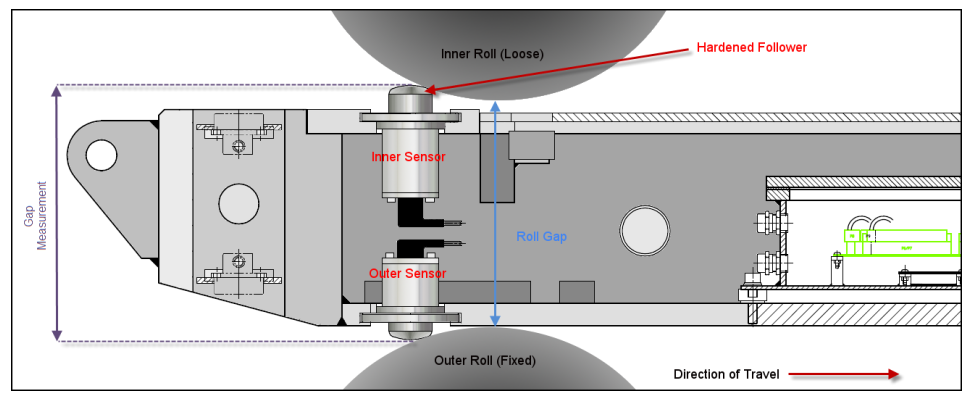 Inner Roll (Loose)
Hardened Follower
Inner Sensor
Gap
Measurement
Roll Gap
Outer Sensor
Outer Roll (Fixed)
Direction of Travel